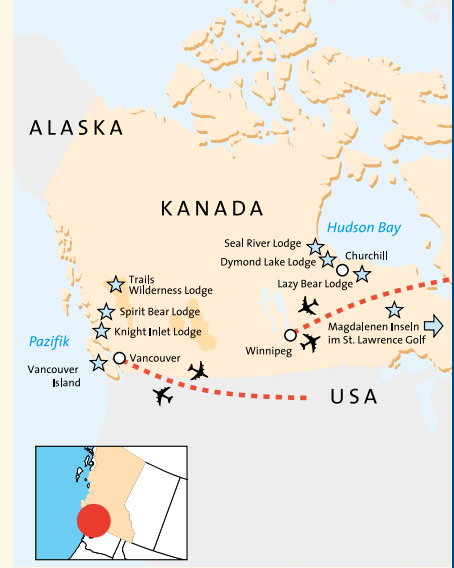 ALASKA
KANADA
Hudson Bay
Seal River Lodge
Churchill
Dymond Lake Lodge
Lazy Bear Lodge
Trails
Wilderness Lodge
Spirit Bear Lodge
Knight Inlet Lodge
Magdalenen Inseln
im St. Lawrence Golf
Pazifik
Winnipeg
Vancouver
Vancouver
Island
USA